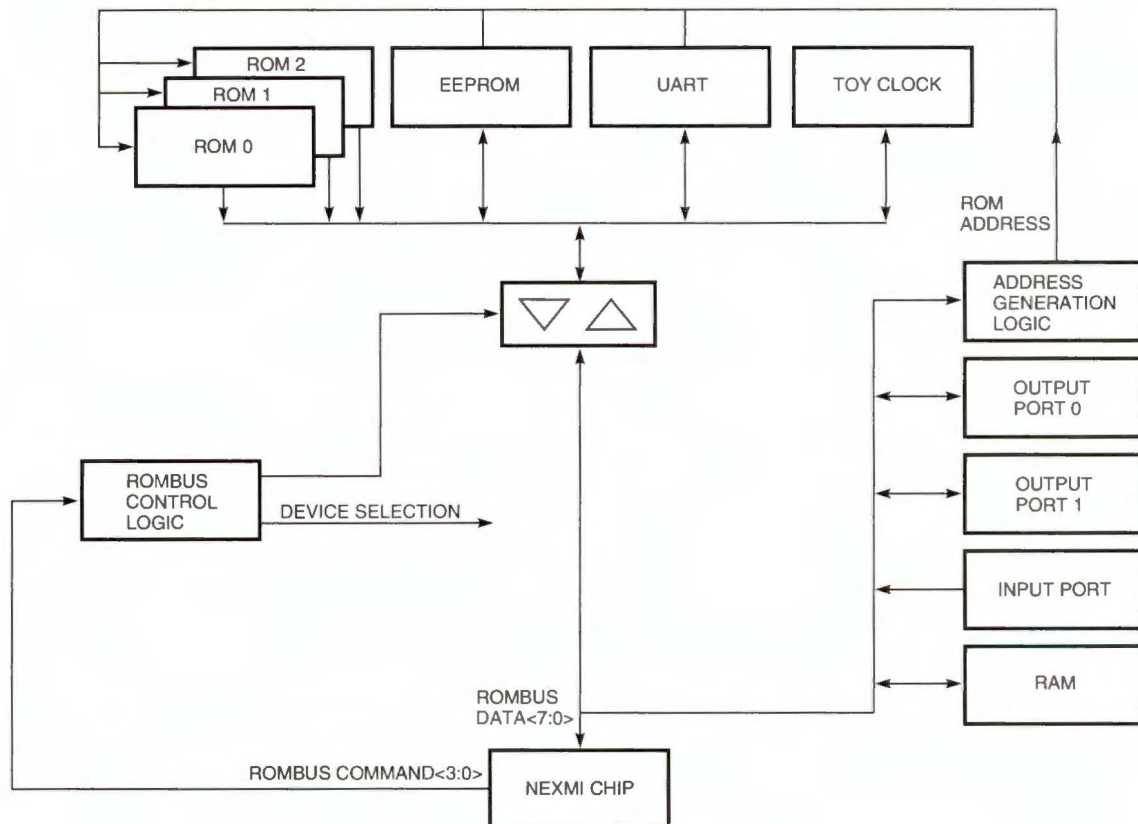 ROM 2
ROM 1
ROM 0
EEPROM
UART
TOY CLOCK
ROM
ADDRESS
ADDRESS
GENERATION
LOGIC
OUTPUT
PORT 0
ROMBUS
CONTROL
LOGIC
DEVICE SELECTION
OUTPUT
PORT 1
INPUT PORT
RAM
ROMBUS
DATA<7:0>
ROMBUS COMMAND<3:0>
NEXMI CHIP